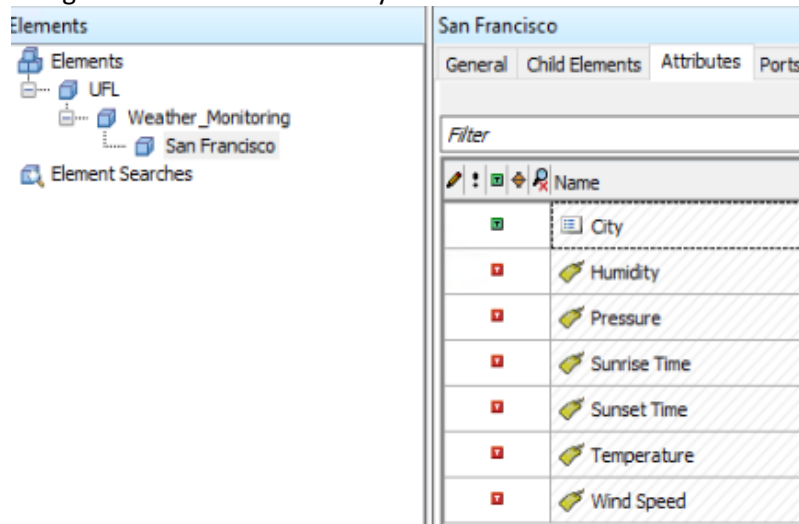 Elements
Elements
UFL
Weather_Monitoring
San Francisco
Element Searches
San Francisco
General Child Elements Attributes Ports
Filter
Name
City
Humidity
Pressure
Sunrise Time
Sunset Time
Temperature
Wind Speed